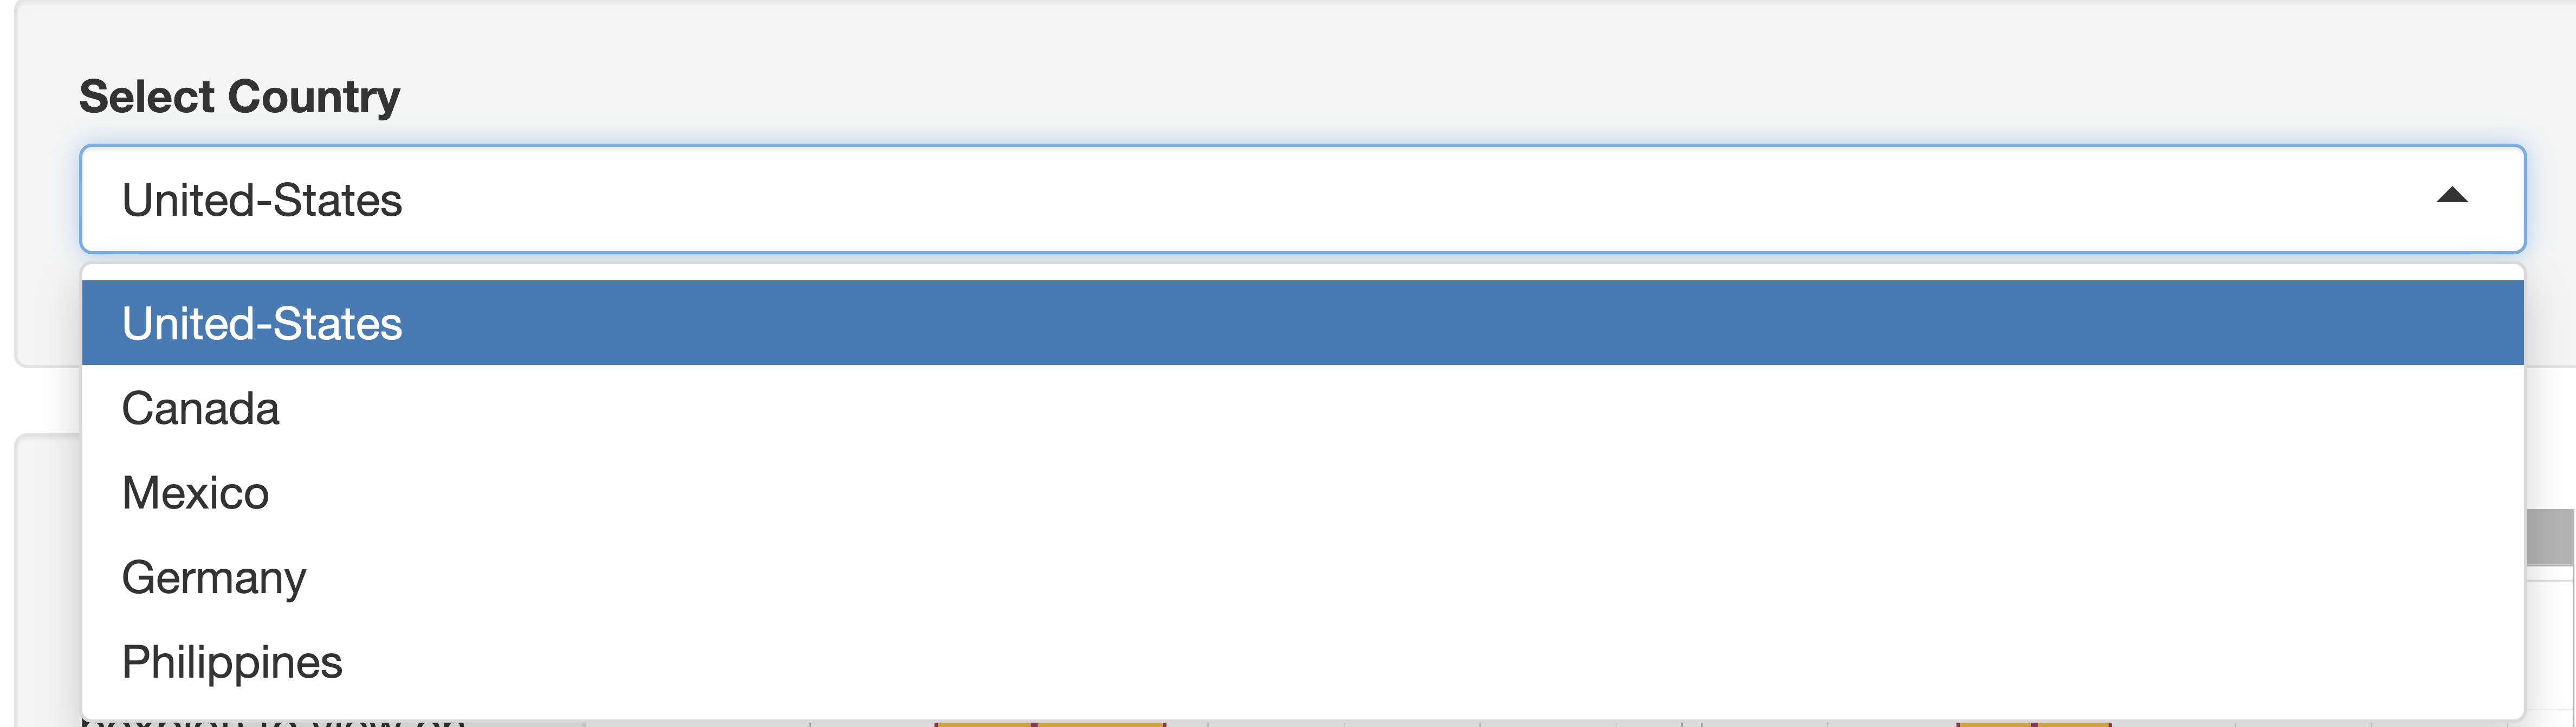 Select Country
United-States
United-States
Canada
Mexico
Germany
Philippines